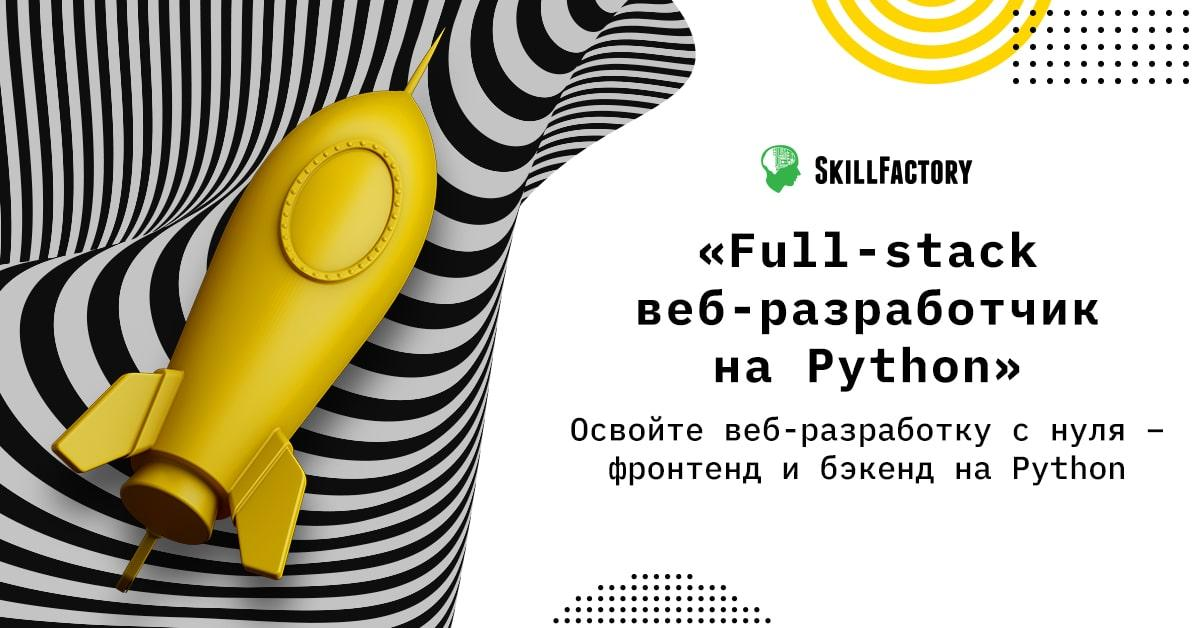 SKILLFACTORY
«Full-stack
веб-разработчик
на Python»
Освойте веб-разработку с нуля –
фронтенд и бэкенд на Python